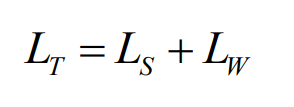 L_T = L_S + L_W